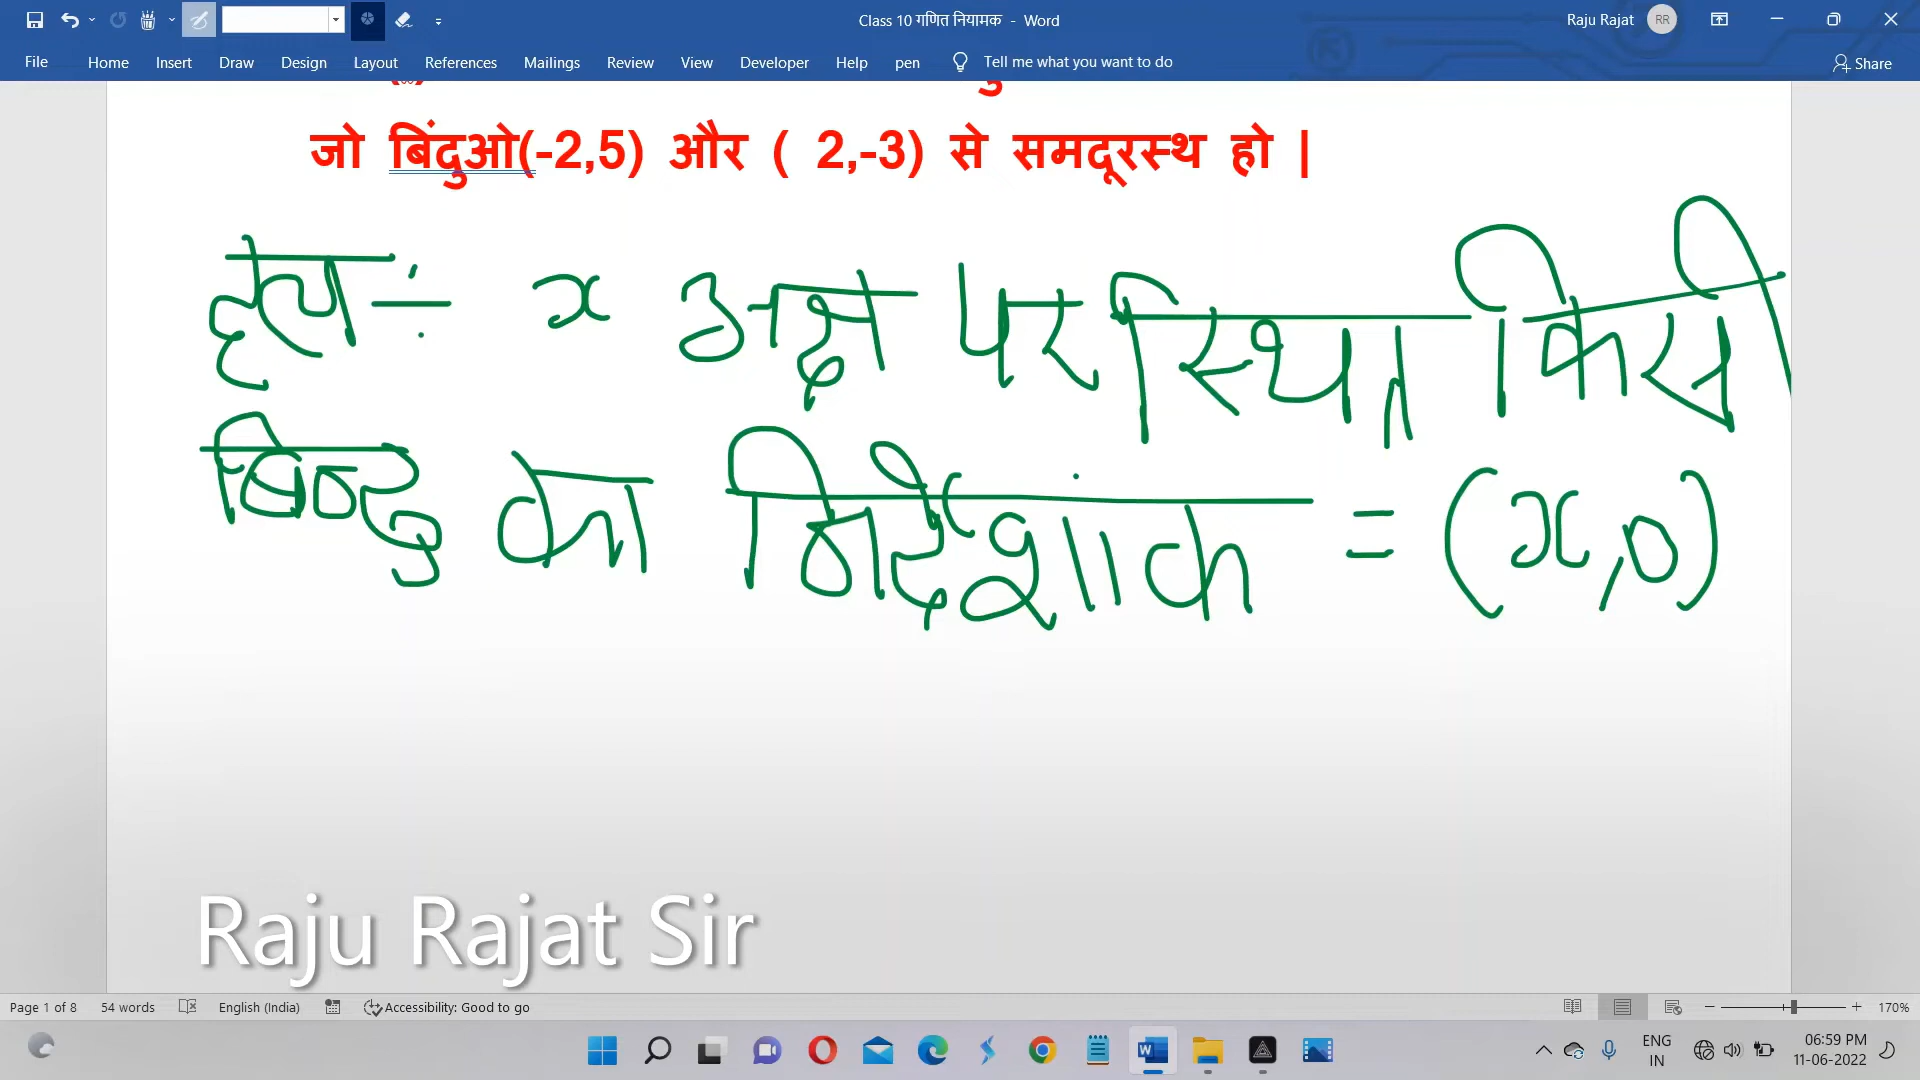 Class 10 गणित नियामक - Word
Raju Rajat RR
File Home Insert Draw Design Layout References Mailings Review View Developer Help pen Tell me what you want to do Share
जो बिंदुओ(-2,5) और ( 2,-3) से समदूरस्थ हो |
हल:- x अक्ष पर स्थित किसी
बिन्दु का निर्देशांक = (x,0)
Raju Rajat Sir
Page 1 of 8 54 words English (India) Accessibility: Good to go 170%
ENG 06:59 PM
IN 11-06-2022